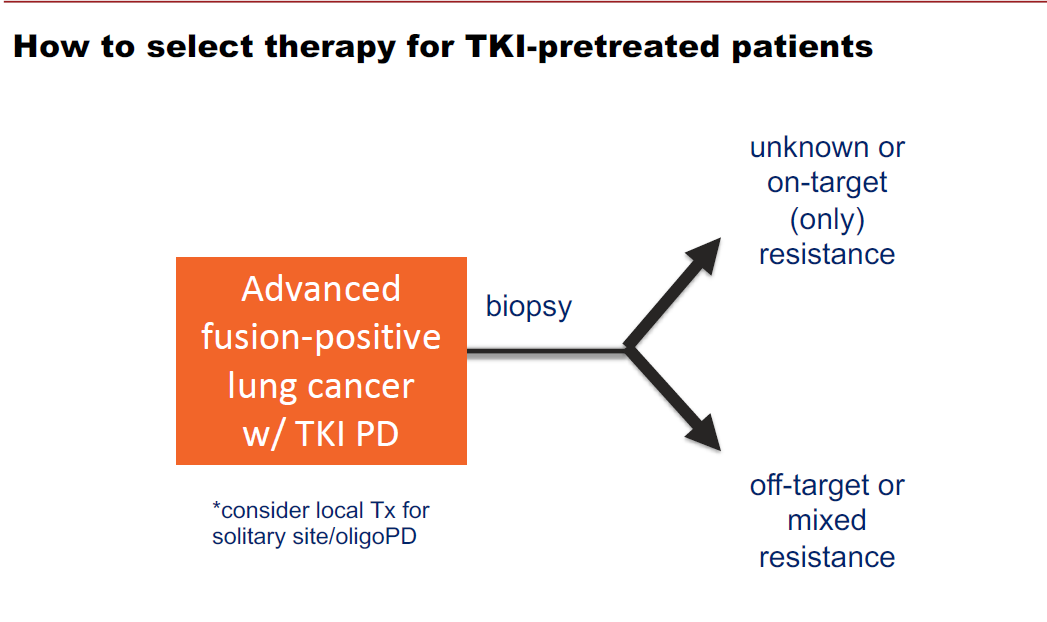 How to select therapy for TKI-pretreated patients
Advanced
fusion-positive
lung cancer
w/ TKI PD
*consider local Tx for
solitary site/oligoPD
biopsy
unknown or
on-target
(only)
resistance
off-target or
mixed
resistance